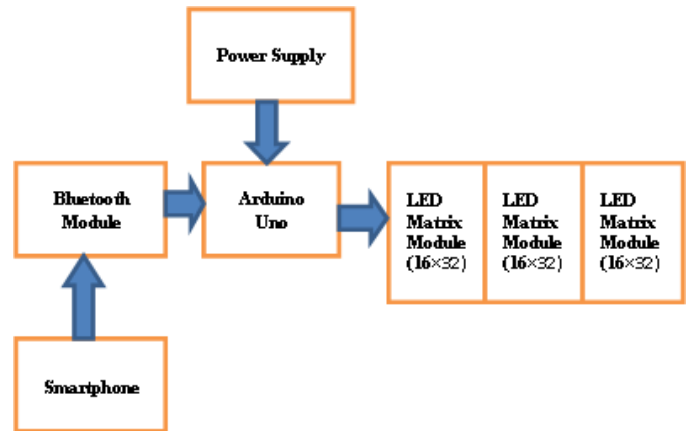 Power Supply
Bluetooth
Module
Arduino
Uno
LED
Matrix
Module
(16×32)
LED
Matrix
Module
(16×32)
LED
Matrix
Module
(16×32)
Smartphone